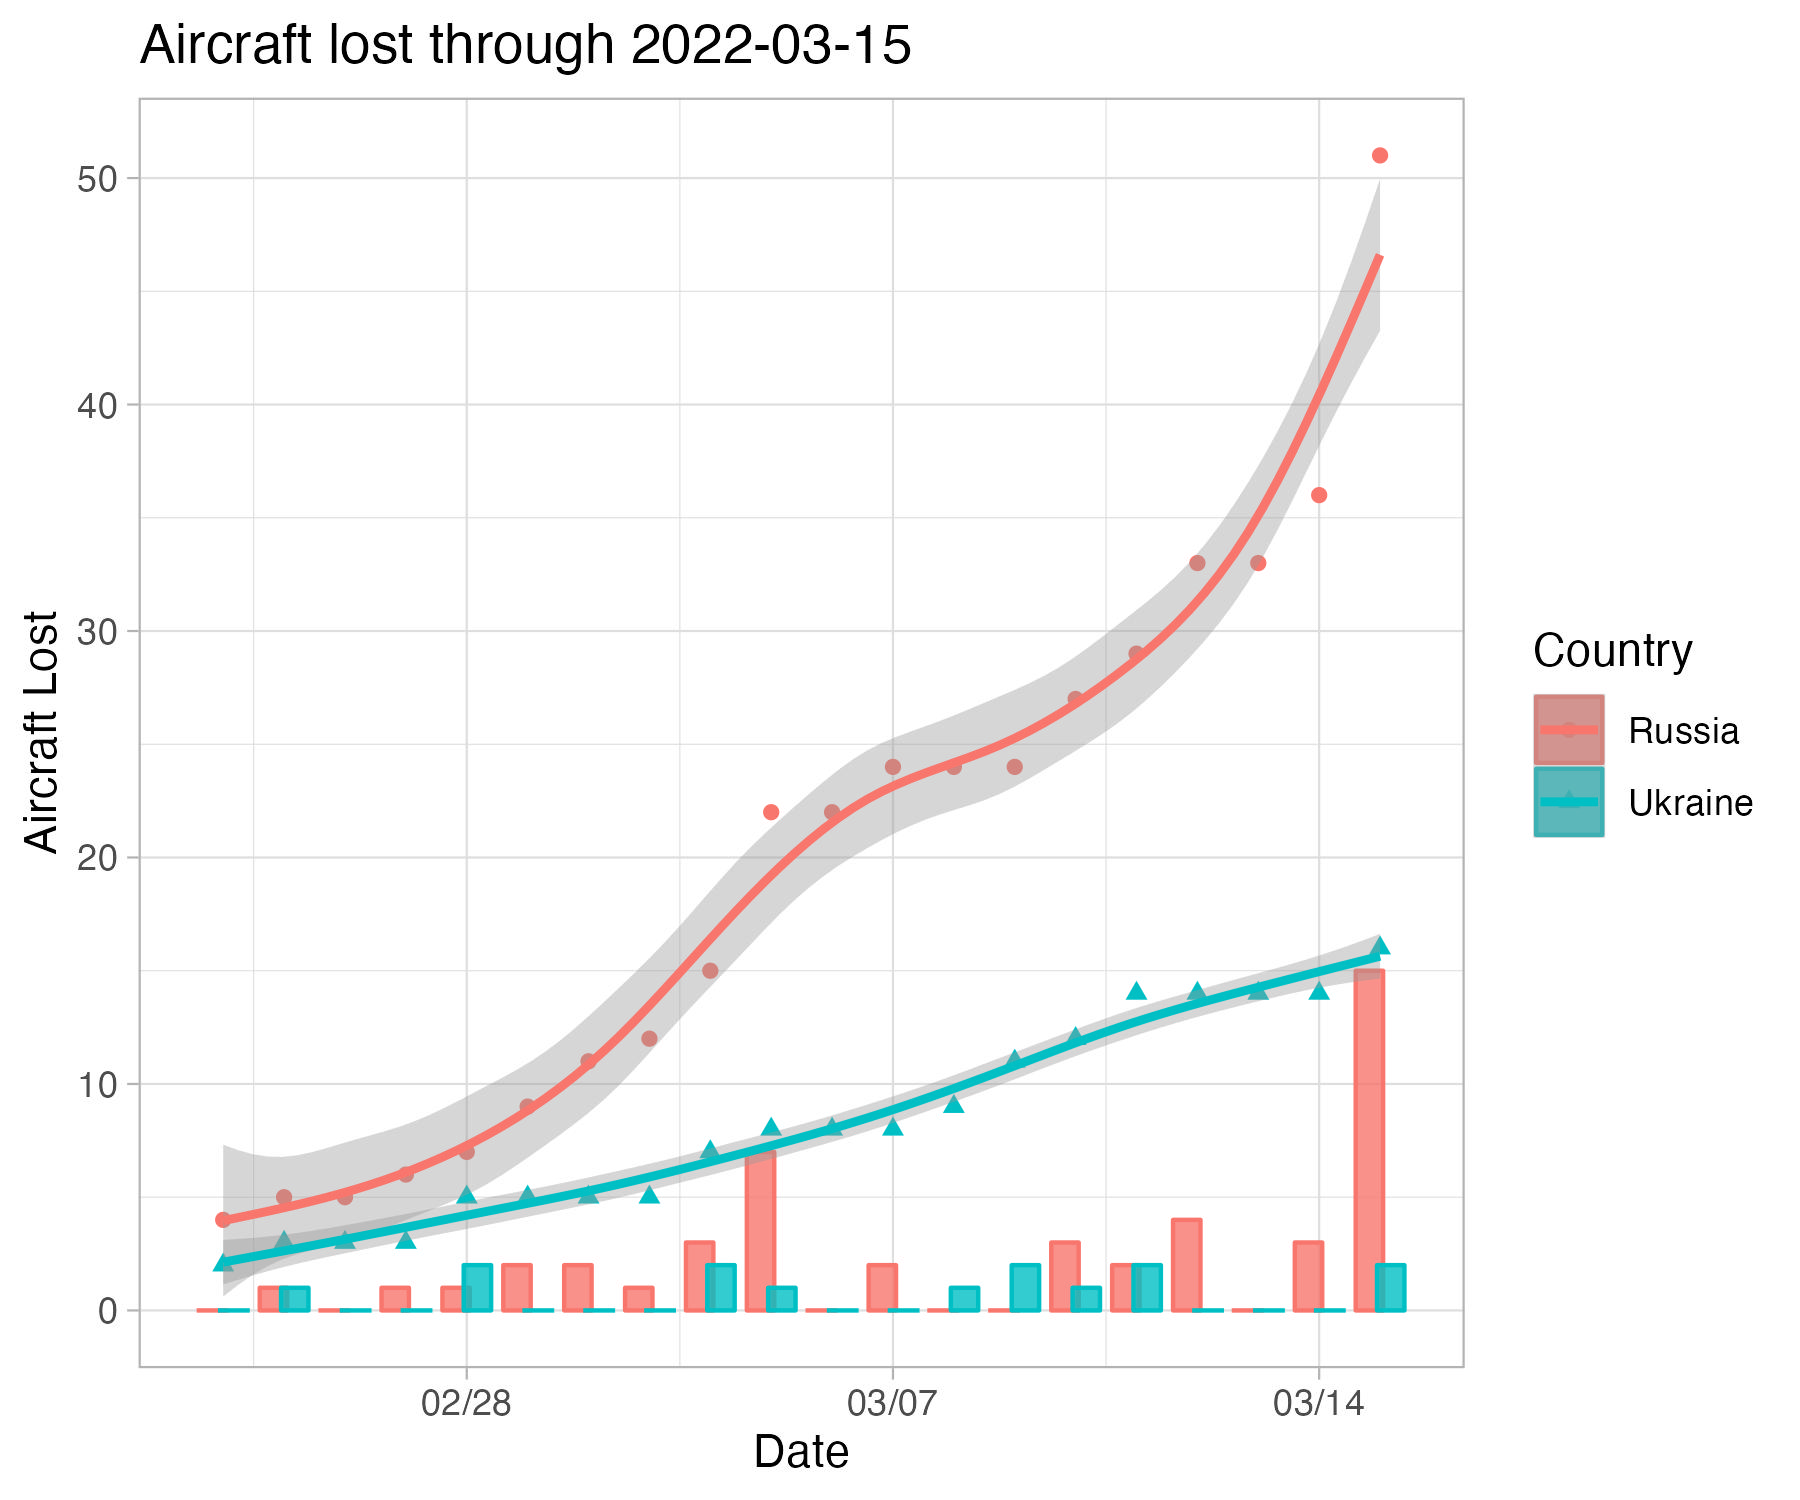 Aircraft lost through 2022-03-15
Aircraft Lost
50
40
30
20
10
0
02/28
03/07
03/14
Date
Country
Russia
Ukraine